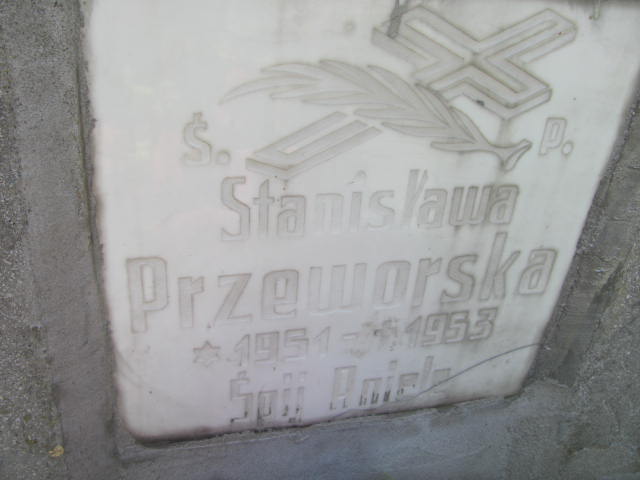 Ś. P.
Stanisława
Przeworska
* 1951 - † 1953
Śpij